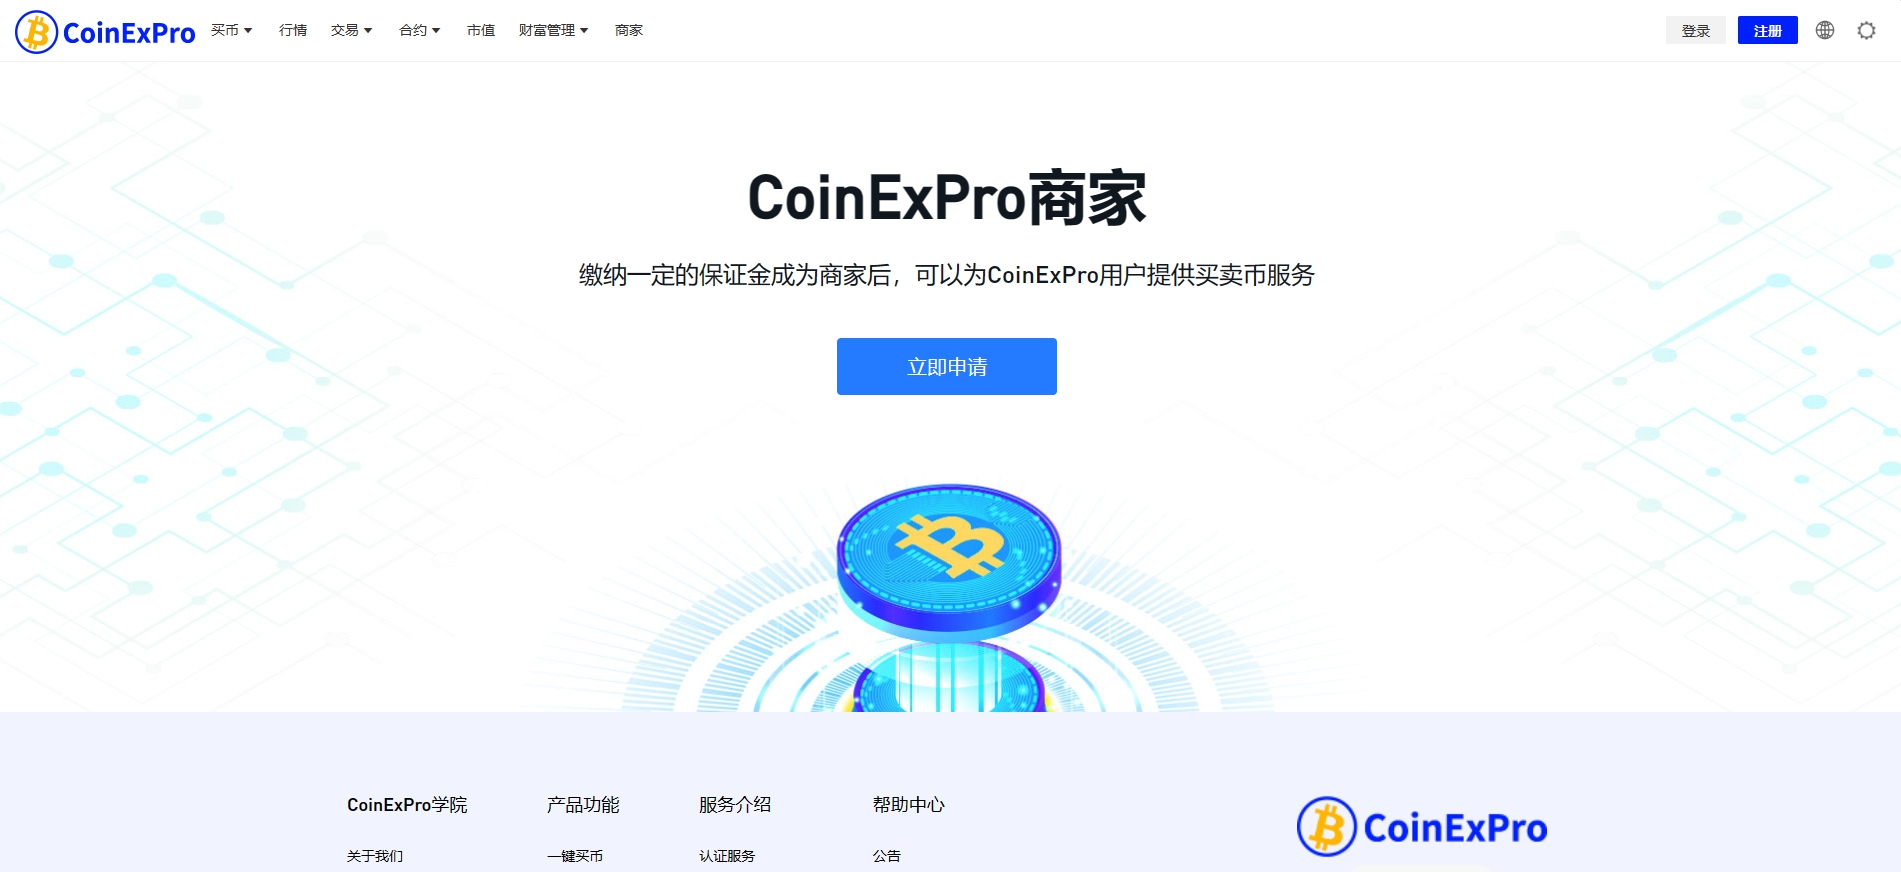 CoinExPro 买币 行情 交易 合约 市值 财富管理 商家 登录 注册
CoinExPro商家
缴纳一定的保证金成为商家后，可以为CoinExPro用户提供买卖币服务
立即申请
CoinExPro学院 产品功能 服务介绍 帮助中心
CoinExPro
关于我们 一键买币 认证服务 公告